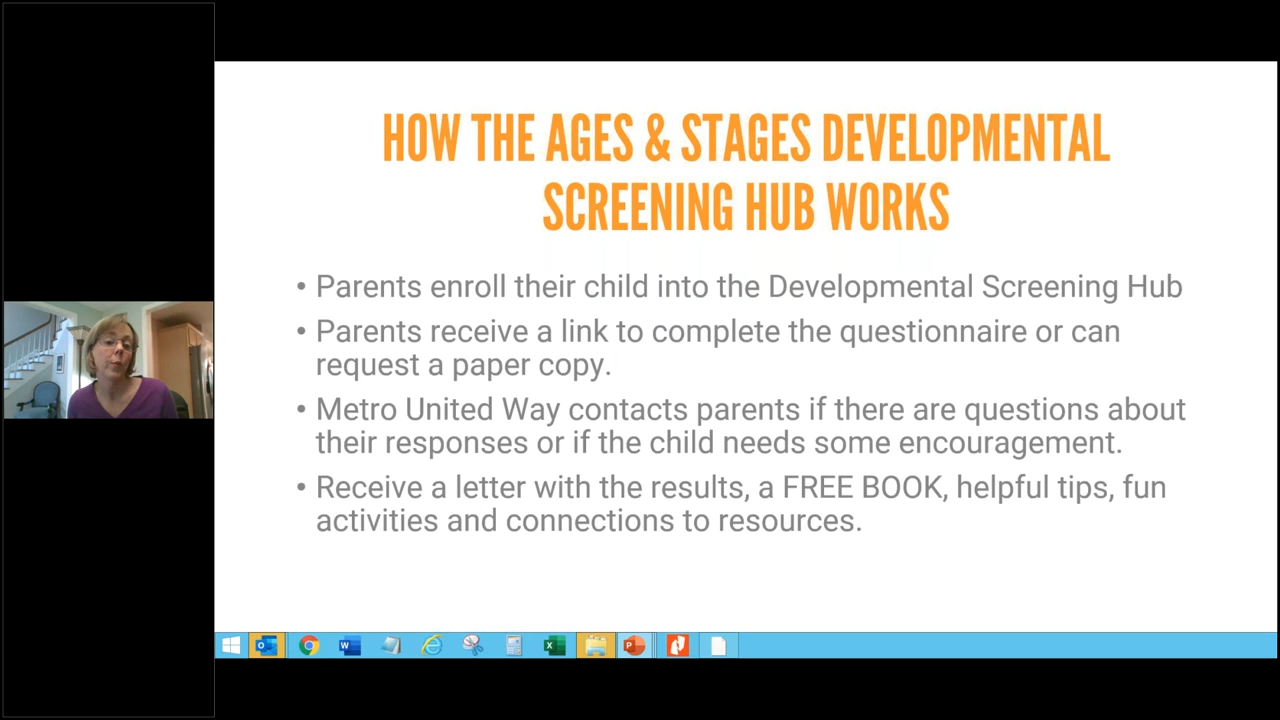 HOW THE AGES & STAGES DEVELOPMENTAL
SCREENING HUB WORKS
• Parents enroll their child into the Developmental Screening Hub
• Parents receive a link to complete the questionnaire or can
request a paper copy.
• Metro United Way contacts parents if there are questions about
their responses or if the child needs some encouragement.
• Receive a letter with the results, a FREE BOOK, helpful tips, fun
activities and connections to resources.